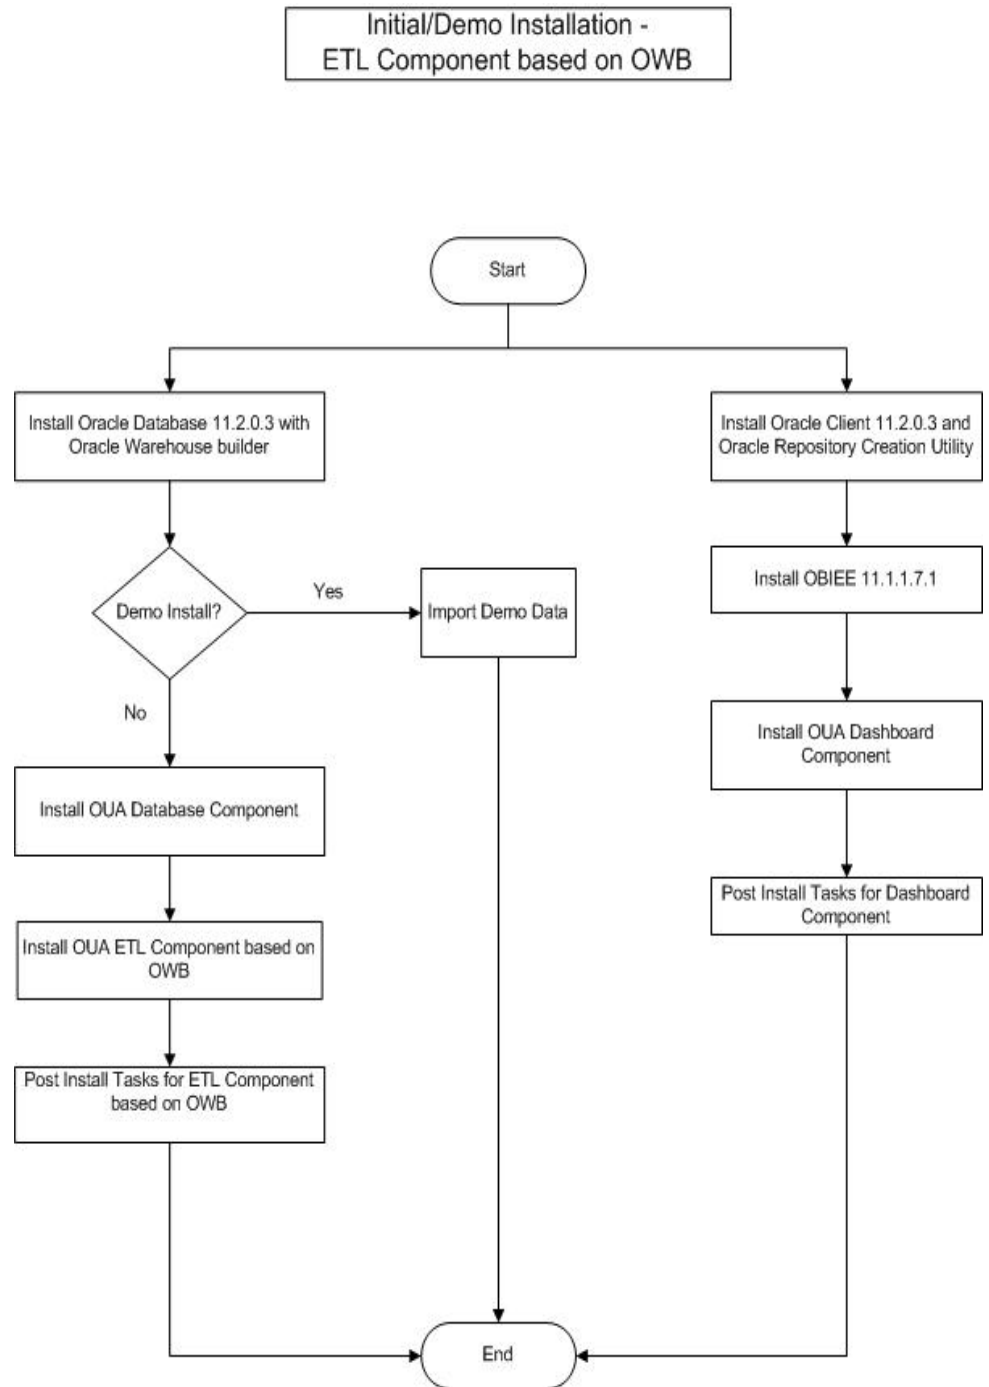 Initial/Demo Installation -
ETL Component based on OWB
Start
Install Oracle Database 11.2.0.3 with
Oracle Warehouse builder
Install Oracle Client 11.2.0.3 and
Oracle Repository Creation Utility
Demo Install?
Yes
Import Demo Data
Install OBIEE 11.1.1.7.1
No
Install OUA Dashboard
Component
Install OUA Database Component
Post Install Tasks for Dashboard
Component
Install OUA ETL Component based on
OWB
Post Install Tasks for ETL Component
based on OWB
End